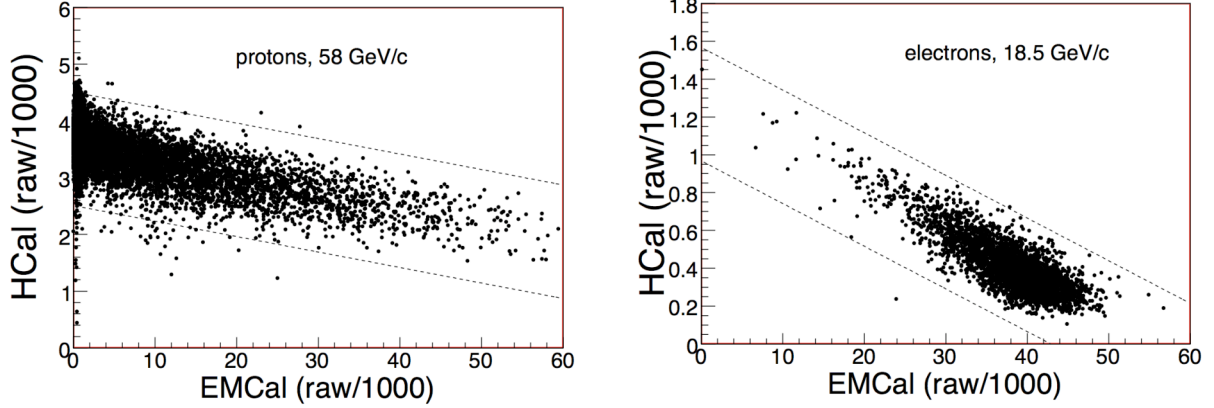 protons, 58 GeV/c
HCal (raw/1000)
6
5
4
3
2
1
0
0 10 20 30 40 50 60
EMCal (raw/1000)
electrons, 18.5 GeV/c
HCal (raw/1000)
1.8
1.6
1.4
1.2
1
0.8
0.6
0.4
0.2
0
0 10 20 30 40 50 60
EMCal (raw/1000)